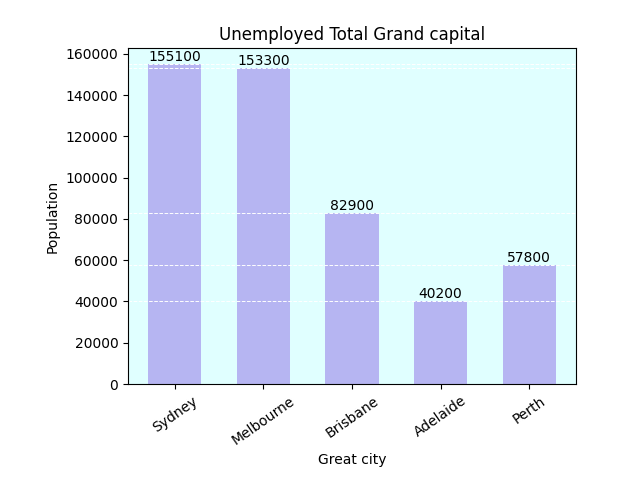 Unemployed Total Grand capital
160000
140000
120000
100000
80000
60000
40000
20000
0
Population
155100
153300
82900
40200
57800
Sydney
Melbourne
Brisbane
Adelaide
Perth
Great city